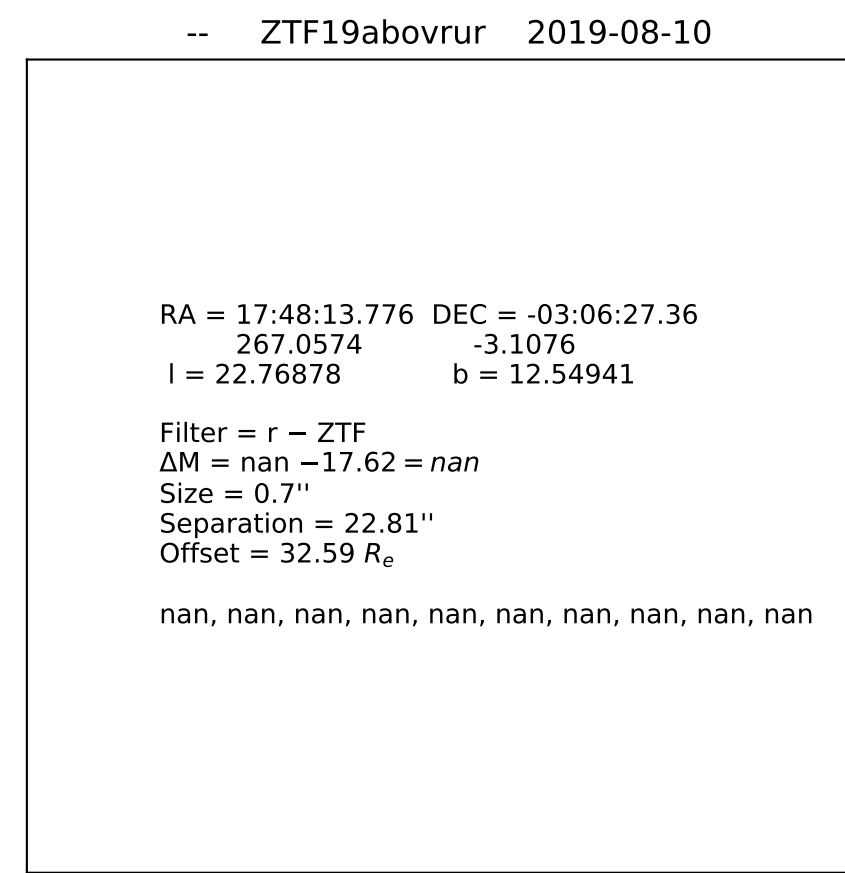 -- ZTF19abovrur 2019-08-10
RA = 17:48:13.776 DEC = -03:06:27.36
267.0574 -3.1076
l = 22.76878 b = 12.54941
Filter = r − ZTF
ΔM = nan −17.62 = nan
Size = 0.7''
Separation = 22.81''
Offset = 32.59 Re
nan, nan, nan, nan, nan, nan, nan, nan, nan, nan